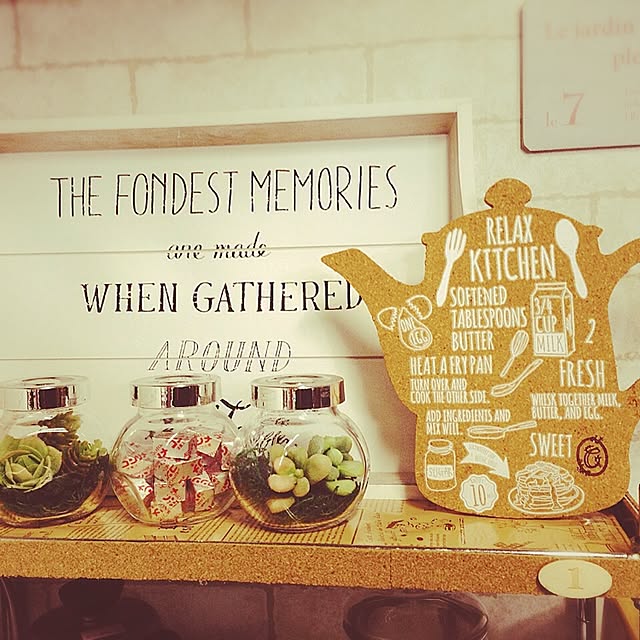 THE FONDEST MEMORIES
are made
WHEN GATHERED
AROUND
Le jardin
le 7
RELAX
KITCHEN
SOFTENED
TABLESPOONS
BUTTER
ONE
EGG
3/4
CUP
MILK
2
HEAT A FRY PAN
TURN OVER AND
COOK THE OTHER SIDE.
FRESH
WHISK TOGETHER MILK,
BUTTER, AND EGG.
ADD INGREDIENTS AND
MIX WELL.
SWEET
&
SUGAR
10
1